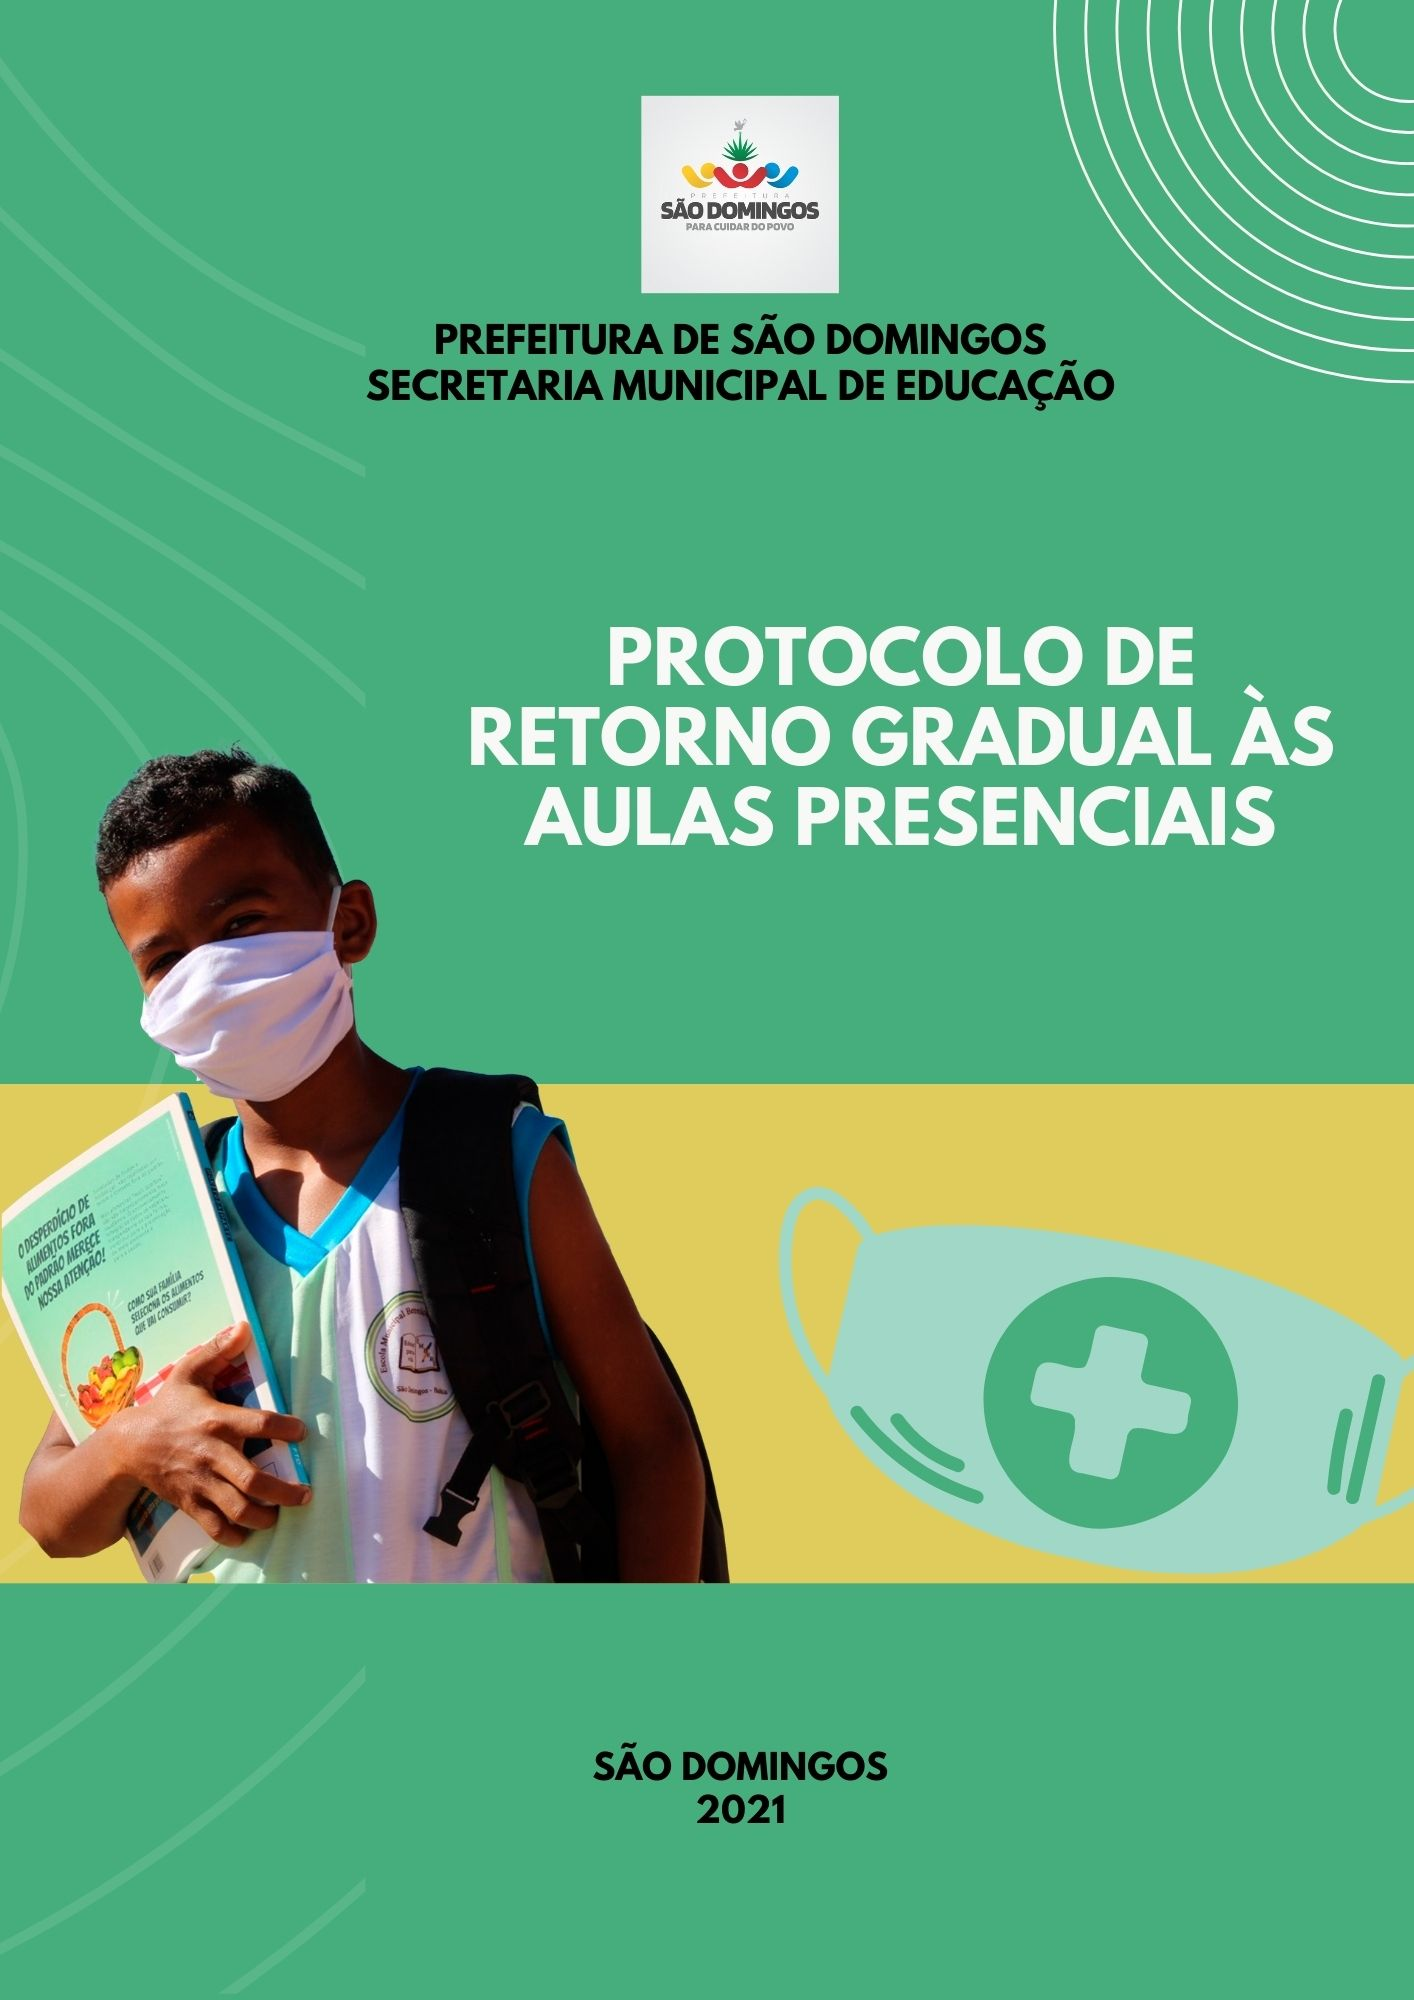 PREFEITURA
SÃO DOMINGOS
PARA CUIDAR DO POVO
PREFEITURA DE SÃO DOMINGOS
SECRETARIA MUNICIPAL DE EDUCAÇÃO
PROTOCOLO DE
RETORNO GRADUAL ÀS
AULAS PRESENCIAIS
O DESPERDÍCIO DE
ALIMENTOS FORA
DO PADRÃO MERECE
NOSSA ATENÇÃO!
COMO SUA FAMÍLIA
SELECIONA OS ALIMENTOS
QUE VAI CONSUMIR?
Escola Municipal
SÃO DOMINGOS
2021